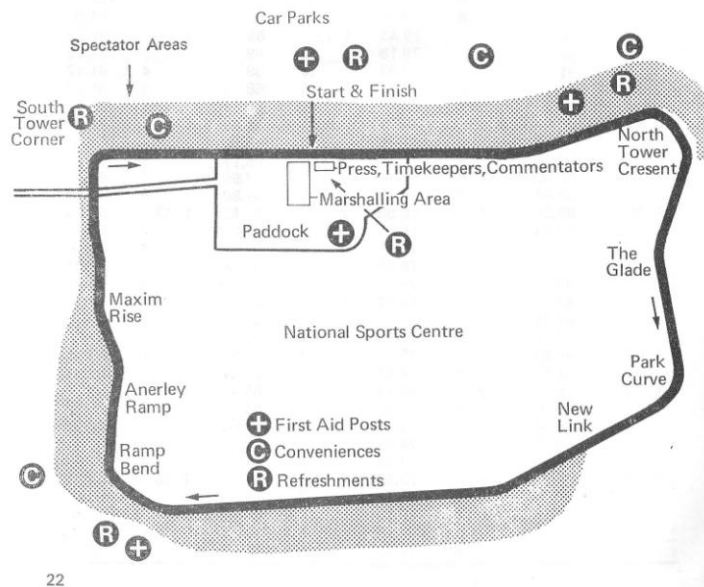 Car Parks
Spectator Areas
R
C
C
Start & Finish
South
Tower
Corner
R
C
R
North
Tower
Cresent
Press,Timekeepers,Commentators
Marshalling Area
Paddock
R
The
Glade
Maxim
Rise
National Sports Centre
Park
Curve
Anerley
Ramp
New
Link
First Aid Posts
C Conveniences
R Refreshments
Ramp
Bend
C
R
22